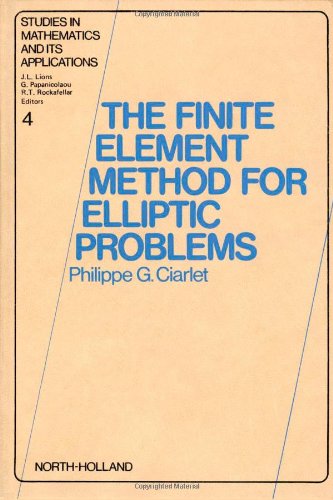 STUDIES IN
MATHEMATICS
AND ITS
APPLICATIONS
J.L. Lions
G. Papanicolaou
R.T. Rockafellar
Editors
4
THE FINITE
ELEMENT
METHOD FOR
ELLIPTIC
PROBLEMS
Philippe G. Ciarlet
NORTH-HOLLAND